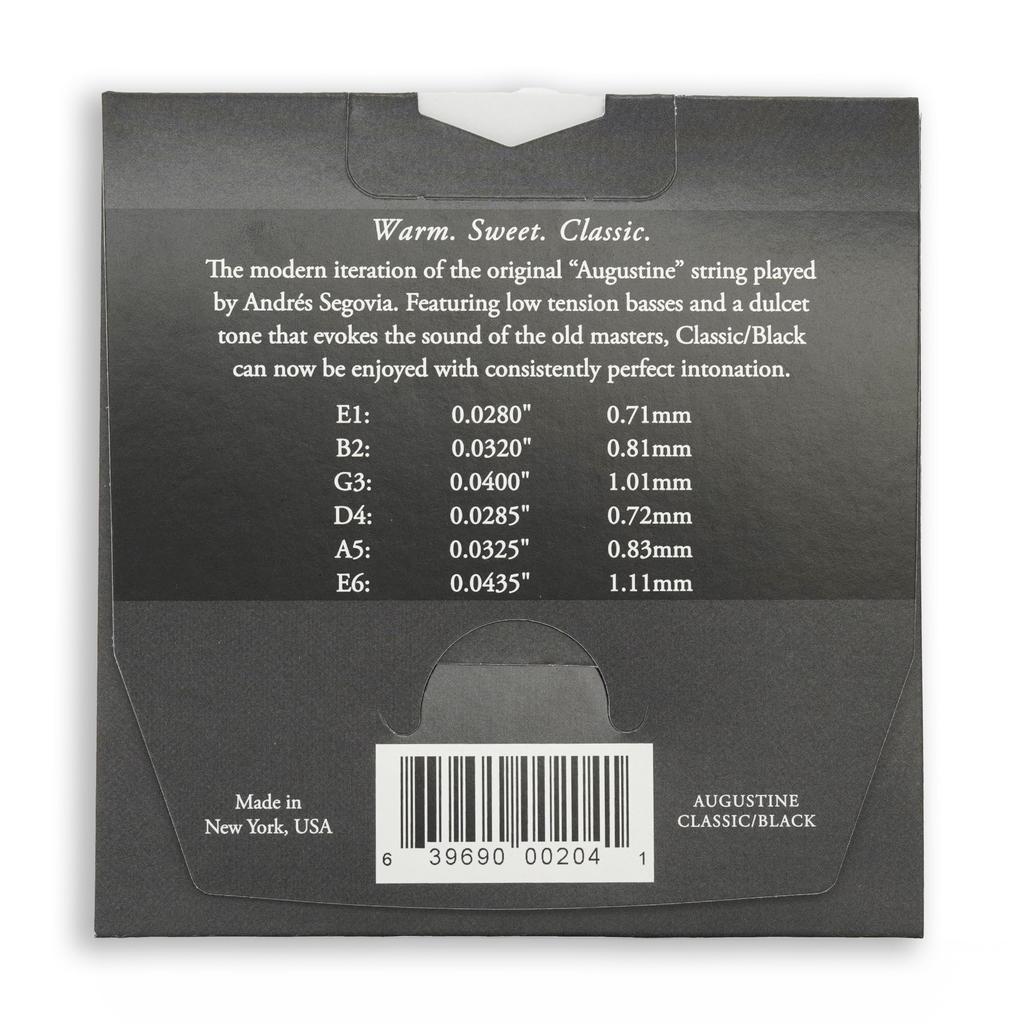 Warm. Sweet. Classic.
The modern iteration of the original “Augustine” string played
by Andrés Segovia. Featuring low tension basses and a dulcet
tone that evokes the sound of the old masters, Classic/Black
can now be enjoyed with consistently perfect intonation.
E1: 0.0280" 0.71mm
B2: 0.0320" 0.81mm
G3: 0.0400" 1.01mm
D4: 0.0285" 0.72mm
A5: 0.0325" 0.83mm
E6: 0.0435" 1.11mm
Made in
New York, USA
6 39690 00204 1
AUGUSTINE
CLASSIC/BLACK